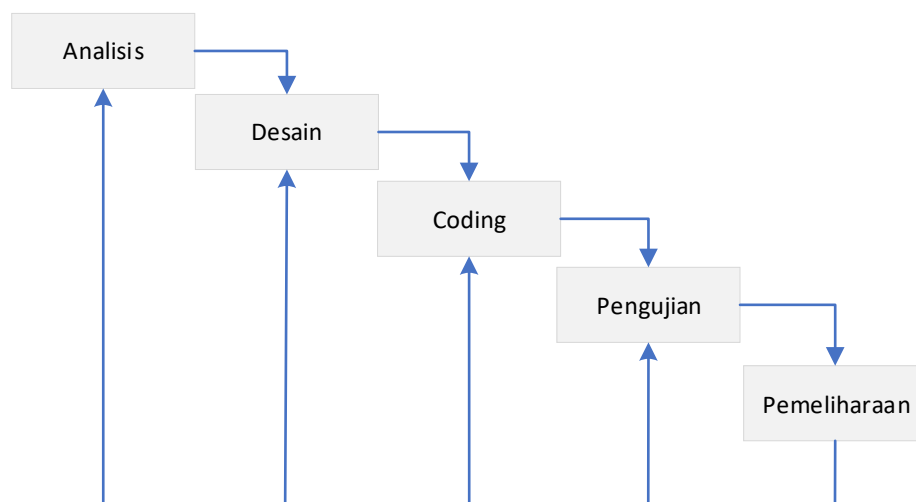 Analisis
Desain
Coding
Pengujian
Pemeliharaan